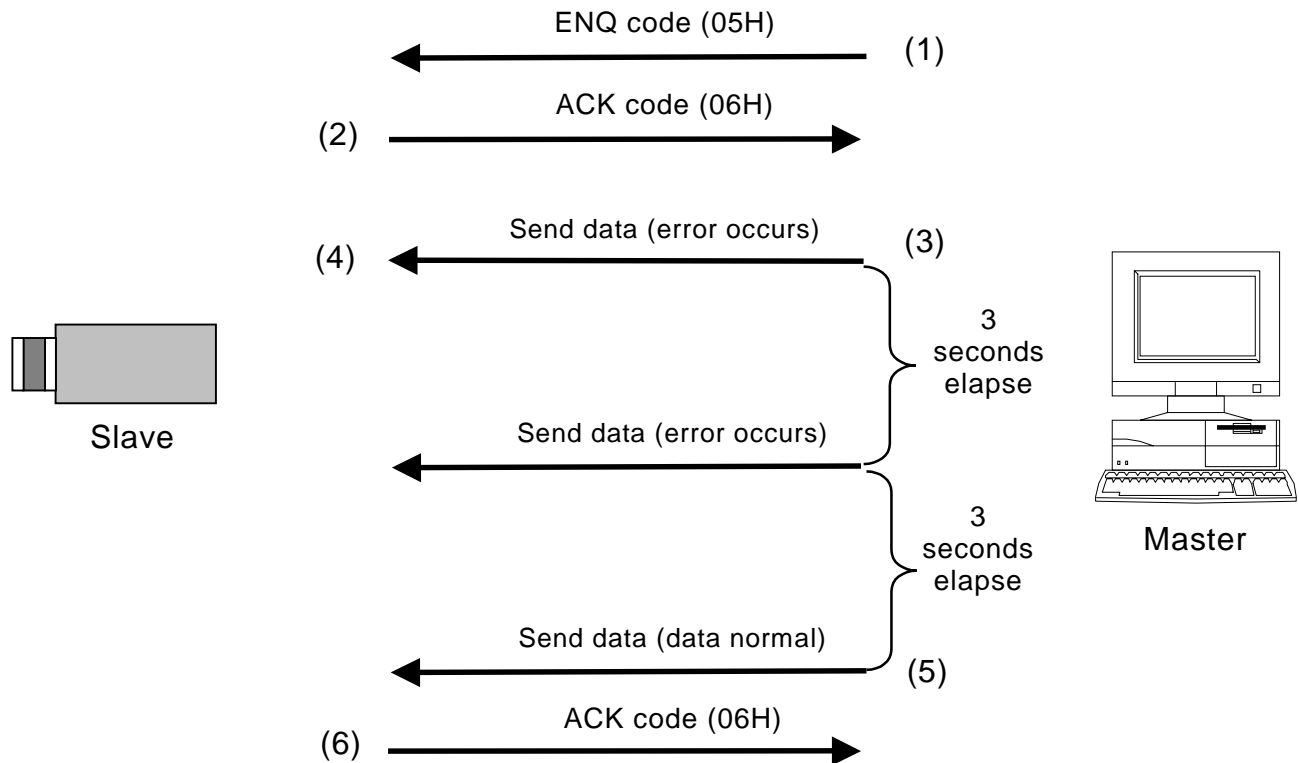 ENQ code (05H)
(1)
ACK code (06H)
(2)
Send data (error occurs)
(3)
(4)
3
seconds
elapse
Slave
Send data (error occurs)
3
seconds
elapse
Master
Send data (data normal)
(5)
ACK code (06H)
(6)